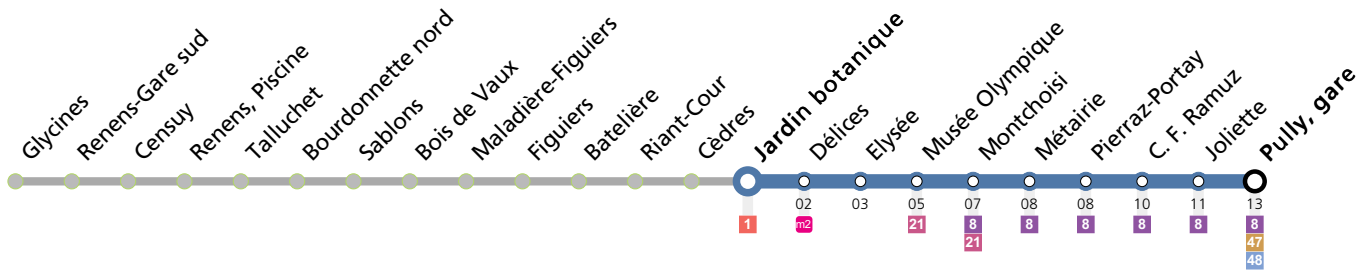 Glycines
Renens-Gare sud
Censuy
Renens, Piscine
Talluchet
Bourdonnette nord
Sablons
Bois de Vaux
Maladière-Figuiers
Figuiers
Batelière
Riant-Cour
Cèdres
Jardin botanique
Délices
Elysée
Musée Olympique
Montchoisi
Métairie
Pierraz-Portay
C. F. Ramuz
Joliette
Pully, gare
02 03 05 07 08 08 10 11 13
1 m2 21 8 8 8 8 8 8
21 47
48